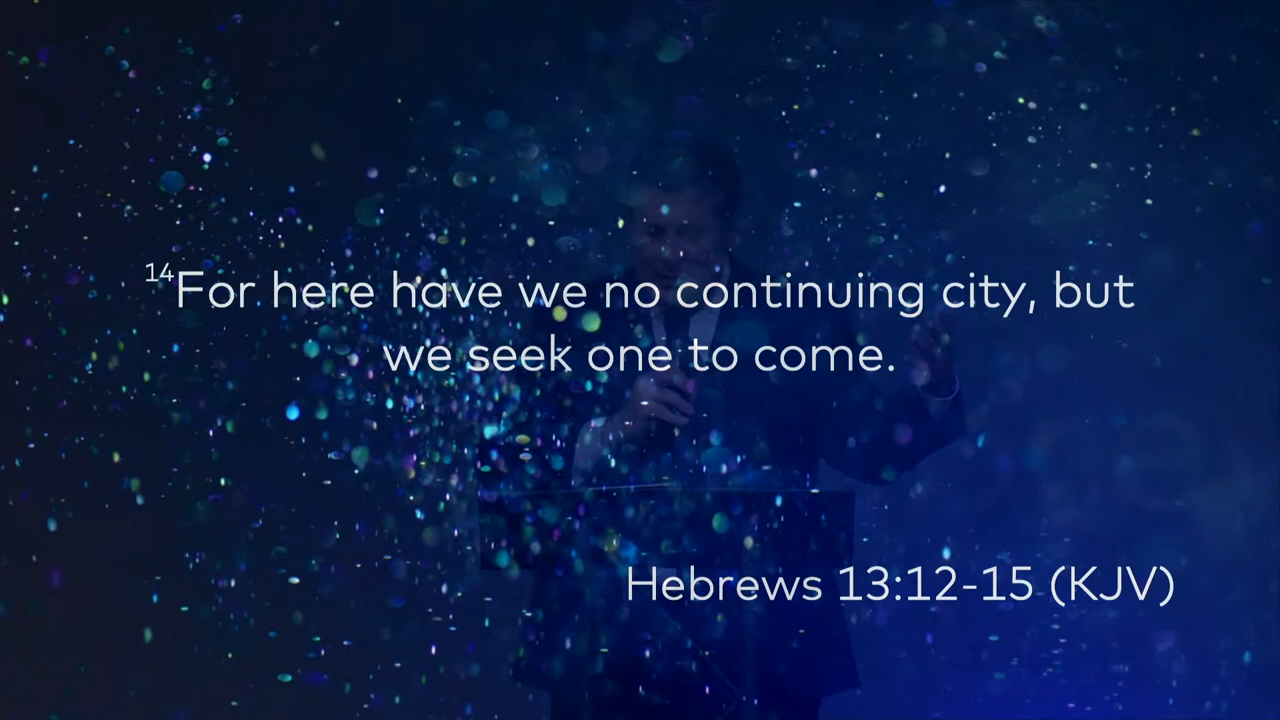 ¹⁴For here have we no continuing city, but
we seek one to come.
Hebrews 13:12-15 (KJV)